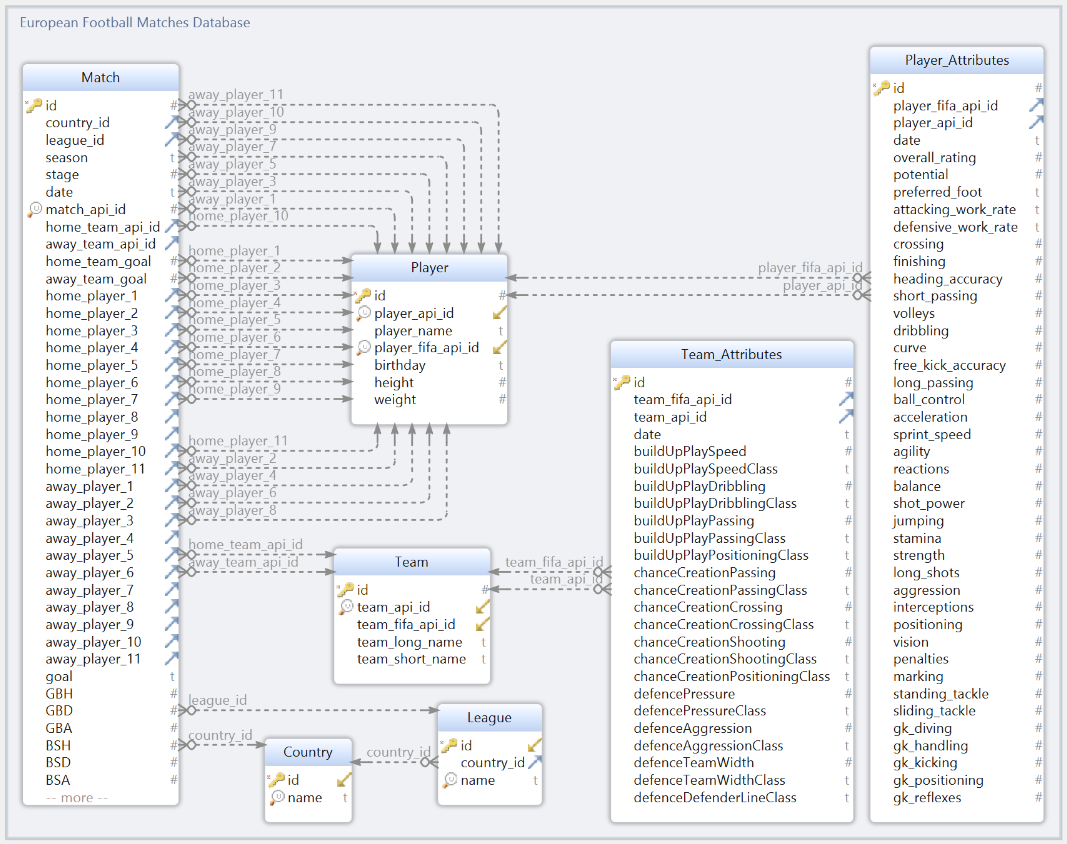 European Football Matches Database
Match
id #
country_id
league_id
season t
stage #
date t
match_api_id #
home_team_api_id
away_team_api_id
home_team_goal #
away_team_goal #
home_player_1
home_player_2
home_player_3
home_player_4
home_player_5
home_player_6
home_player_7
home_player_8
home_player_9
home_player_10
home_player_11
away_player_1
away_player_2
away_player_3
away_player_4
away_player_5
away_player_6
away_player_7
away_player_8
away_player_9
away_player_10
away_player_11
goal t
GBH #
GBD #
GBA #
BSH #
BSD #
BSA #
-- more --
away_player_11
away_player_10
away_player_9
away_player_7
away_player_5
away_player_3
away_player_1
home_player_10
home_player_1
home_player_2
home_player_3
home_player_4
home_player_5
home_player_6
home_player_7
home_player_8
home_player_9
home_player_11
away_player_2
away_player_4
away_player_6
away_player_8
home_team_api_id
away_team_api_id
league_id
country_id
Player
id #
player_api_id
player_name t
player_fifa_api_id
birthday t
height #
weight #
Team
id #
team_api_id
team_fifa_api_id
team_long_name t
team_short_name t
Country
id
name t
country_id
League
id
country_id
name t
player_fifa_api_id
player_api_id
team_fifa_api_id
team_api_id
Team_Attributes
id #
team_fifa_api_id
team_api_id
date t
buildUpPlaySpeed #
buildUpPlaySpeedClass t
buildUpPlayDribbling #
buildUpPlayDribblingClass t
buildUpPlayPassing #
buildUpPlayPassingClass t
buildUpPlayPositioningClass t
chanceCreationPassing #
chanceCreationPassingClass t
chanceCreationCrossing #
chanceCreationCrossingClass t
chanceCreationShooting #
chanceCreationShootingClass t
chanceCreationPositioningClass t
defencePressure #
defencePressureClass t
defenceAggression #
defenceAggressionClass t
defenceTeamWidth #
defenceTeamWidthClass t
defenceDefenderLineClass t
Player_Attributes
id #
player_fifa_api_id
player_api_id
date t
overall_rating #
potential #
preferred_foot t
attacking_work_rate t
defensive_work_rate t
crossing #
finishing #
heading_accuracy #
short_passing #
volleys #
dribbling #
curve #
free_kick_accuracy #
long_passing #
ball_control #
acceleration #
sprint_speed #
agility #
reactions #
balance #
shot_power #
jumping #
stamina #
strength #
long_shots #
aggression #
interceptions #
positioning #
vision #
penalties #
marking #
standing_tackle #
sliding_tackle #
gk_diving #
gk_handling #
gk_kicking #
gk_positioning #
gk_reflexes #